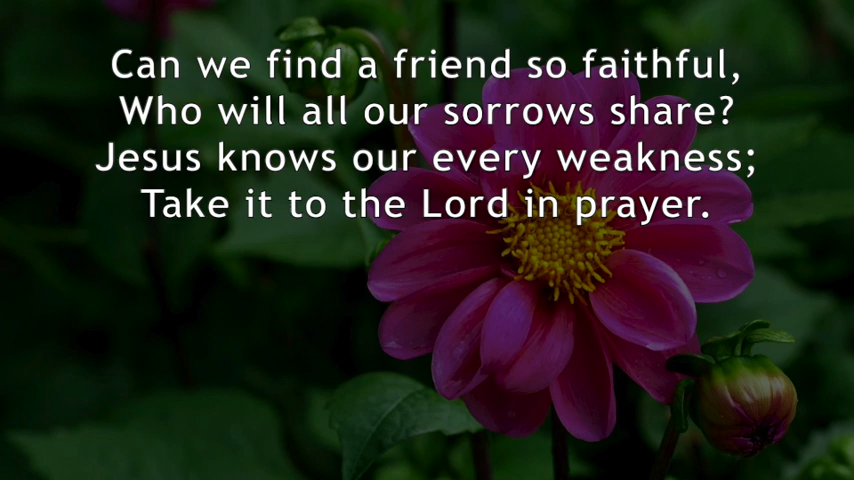 Can we find a friend so faithful,
Who will all our sorrows share?
Jesus knows our every weakness;
Take it to the Lord in prayer.